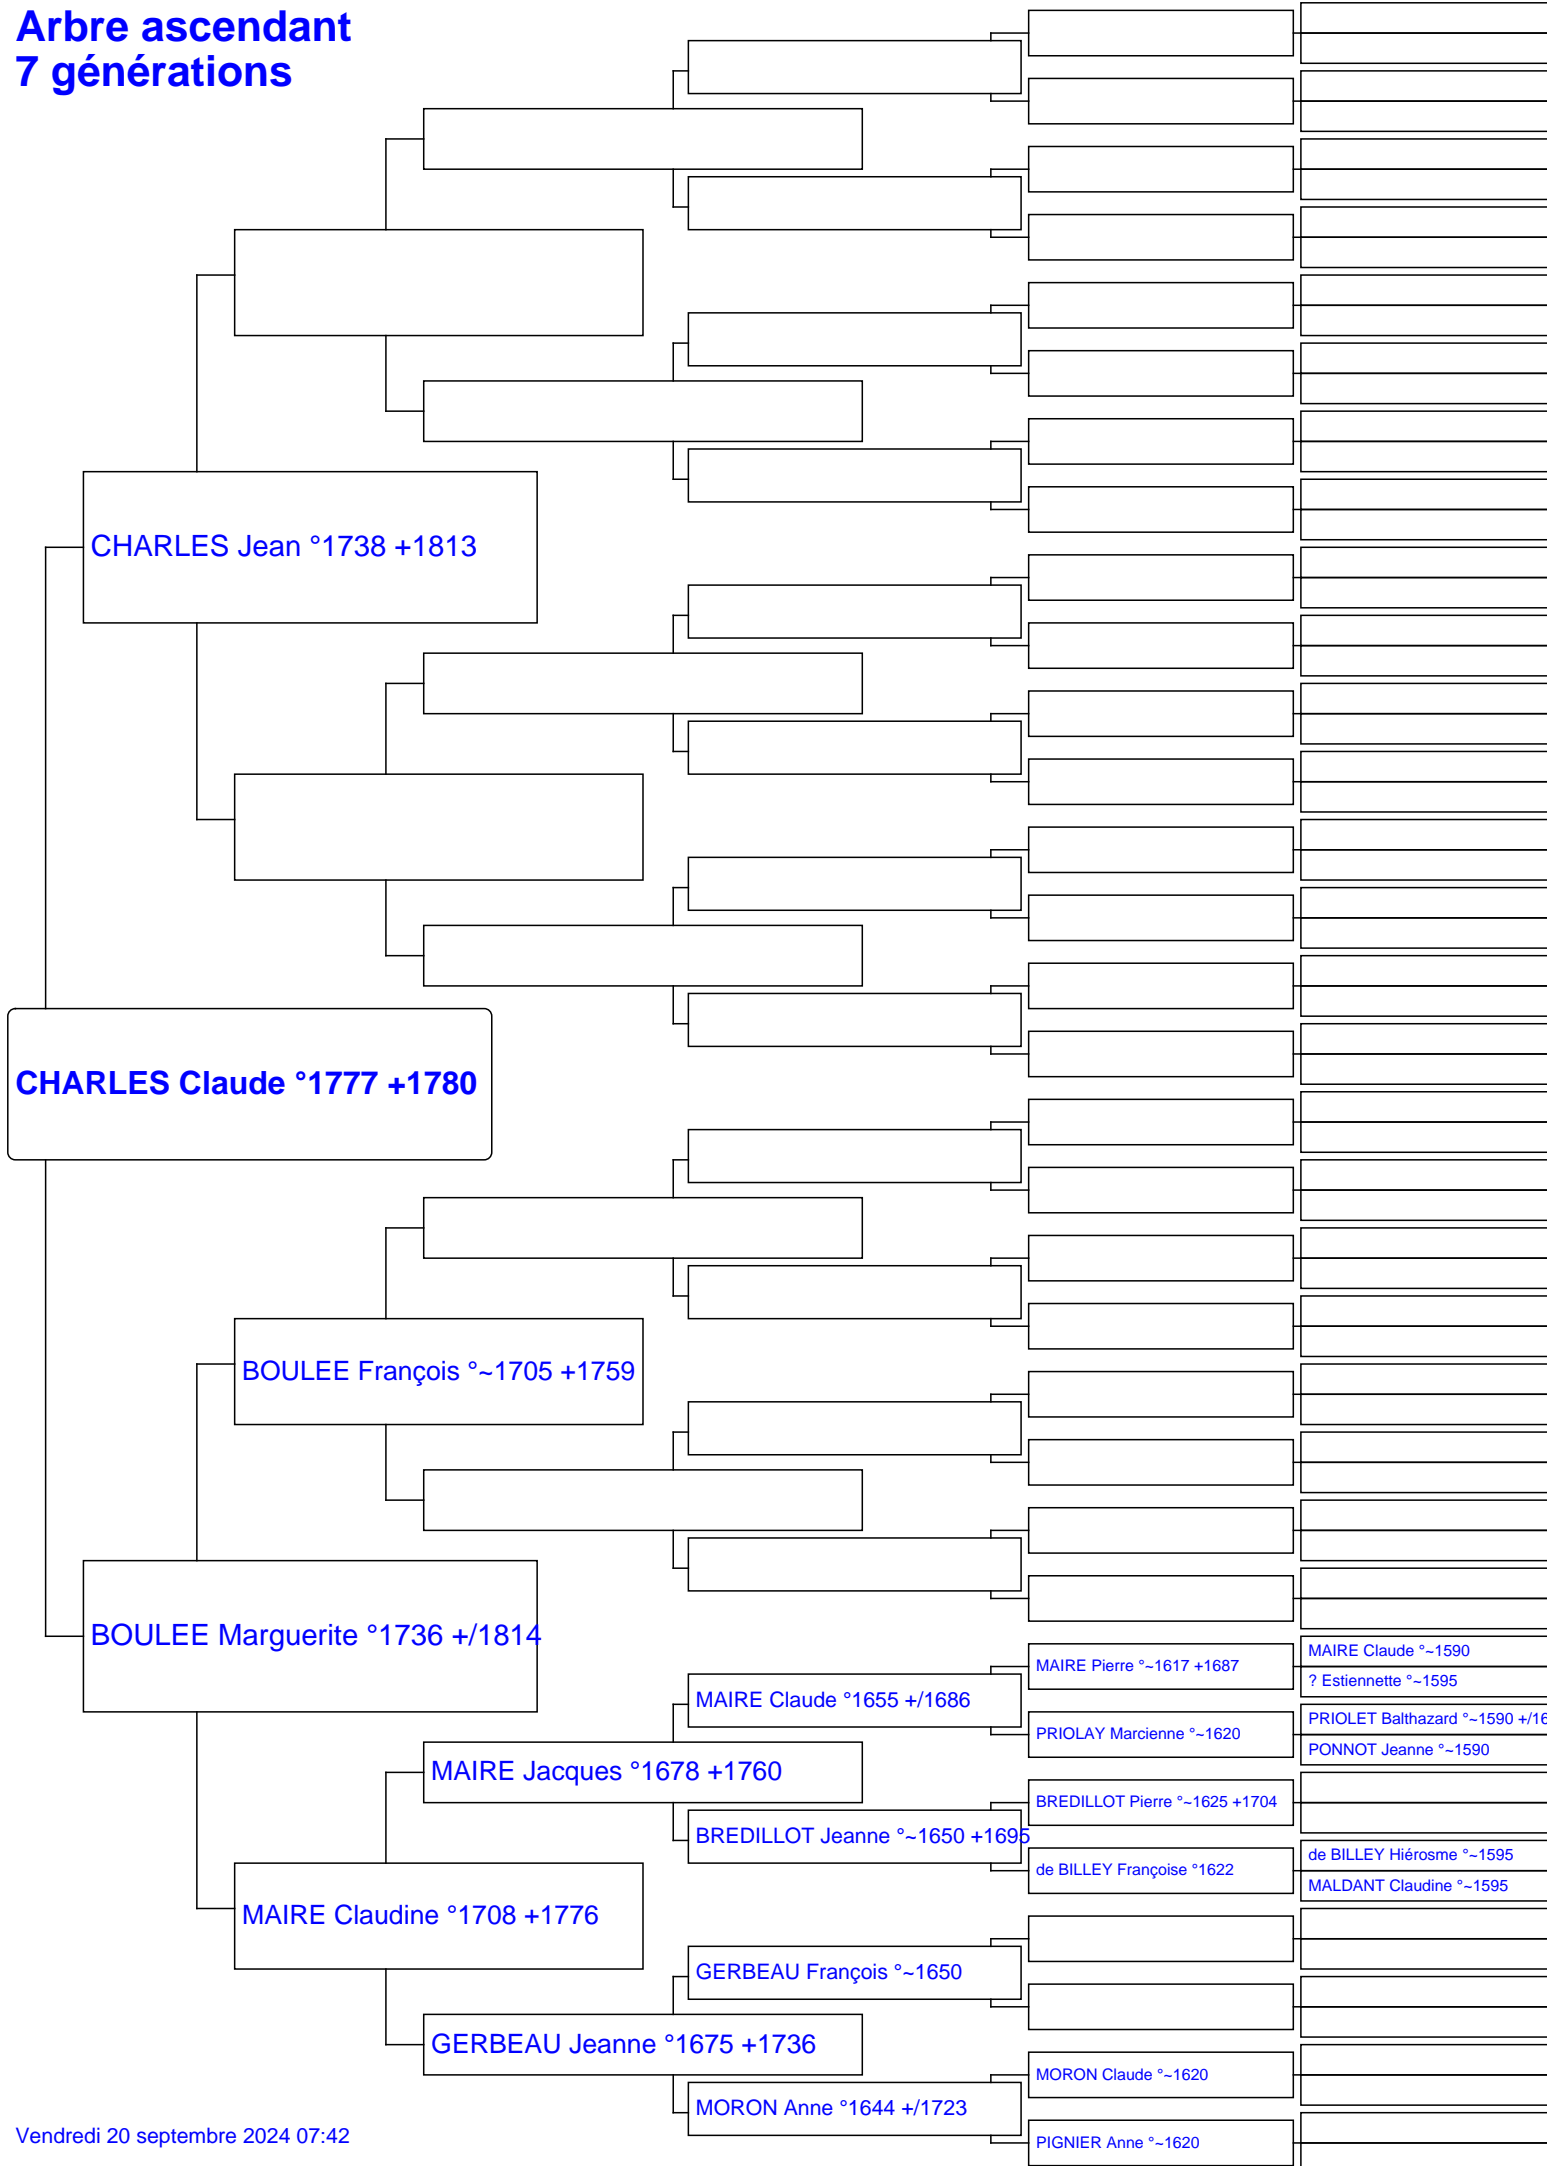 Arbre ascendant
7 générations
CHARLES Jean °1738 +1813
CHARLES Claude °1777 +1780
BOULEE François °~1705 +1759
BOULEE Marguerite °1736 +/1814
MAIRE Claude °~1590
MAIRE Pierre °~1617 +1687
? Estiennette °~1595
MAIRE Claude °1655 +/1686
PRIOLET Balthazard °~1590 +/16
PRIOLAY Marcienne °~1620
PONNOT Jeanne °~1590
MAIRE Jacques °1678 +1760
BREDILLOT Pierre °~1625 +1704
BREDILLOT Jeanne °~1650 +1695
de BILLEY Hiérosme °~1595
de BILLEY Françoise °1622
MALDANT Claudine °~1595
MAIRE Claudine °1708 +1776
GERBEAU François °~1650
GERBEAU Jeanne °1675 +1736
MORON Claude °~1620
MORON Anne °1644 +/1723
PIGNIER Anne °~1620
Vendredi 20 septembre 2024 07:42